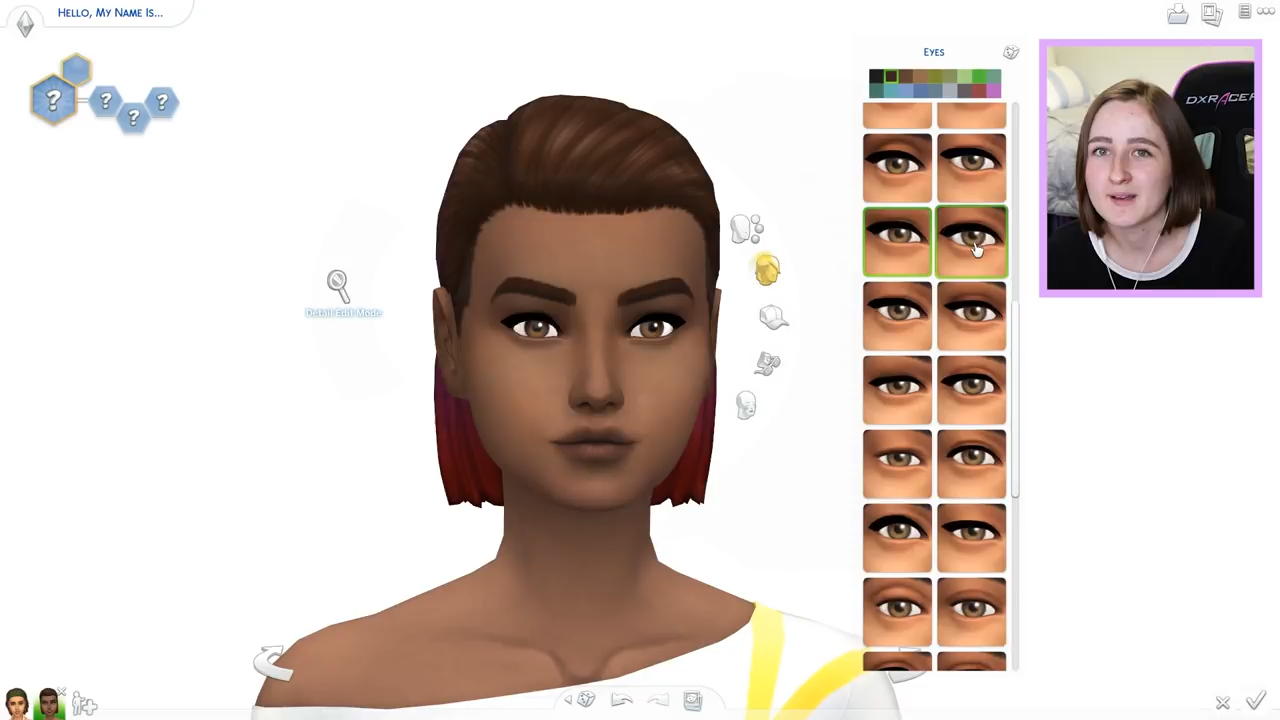 Hello, My Name Is...
Eyes
DXRACER
?
?
?
?
Detail Edit Mode